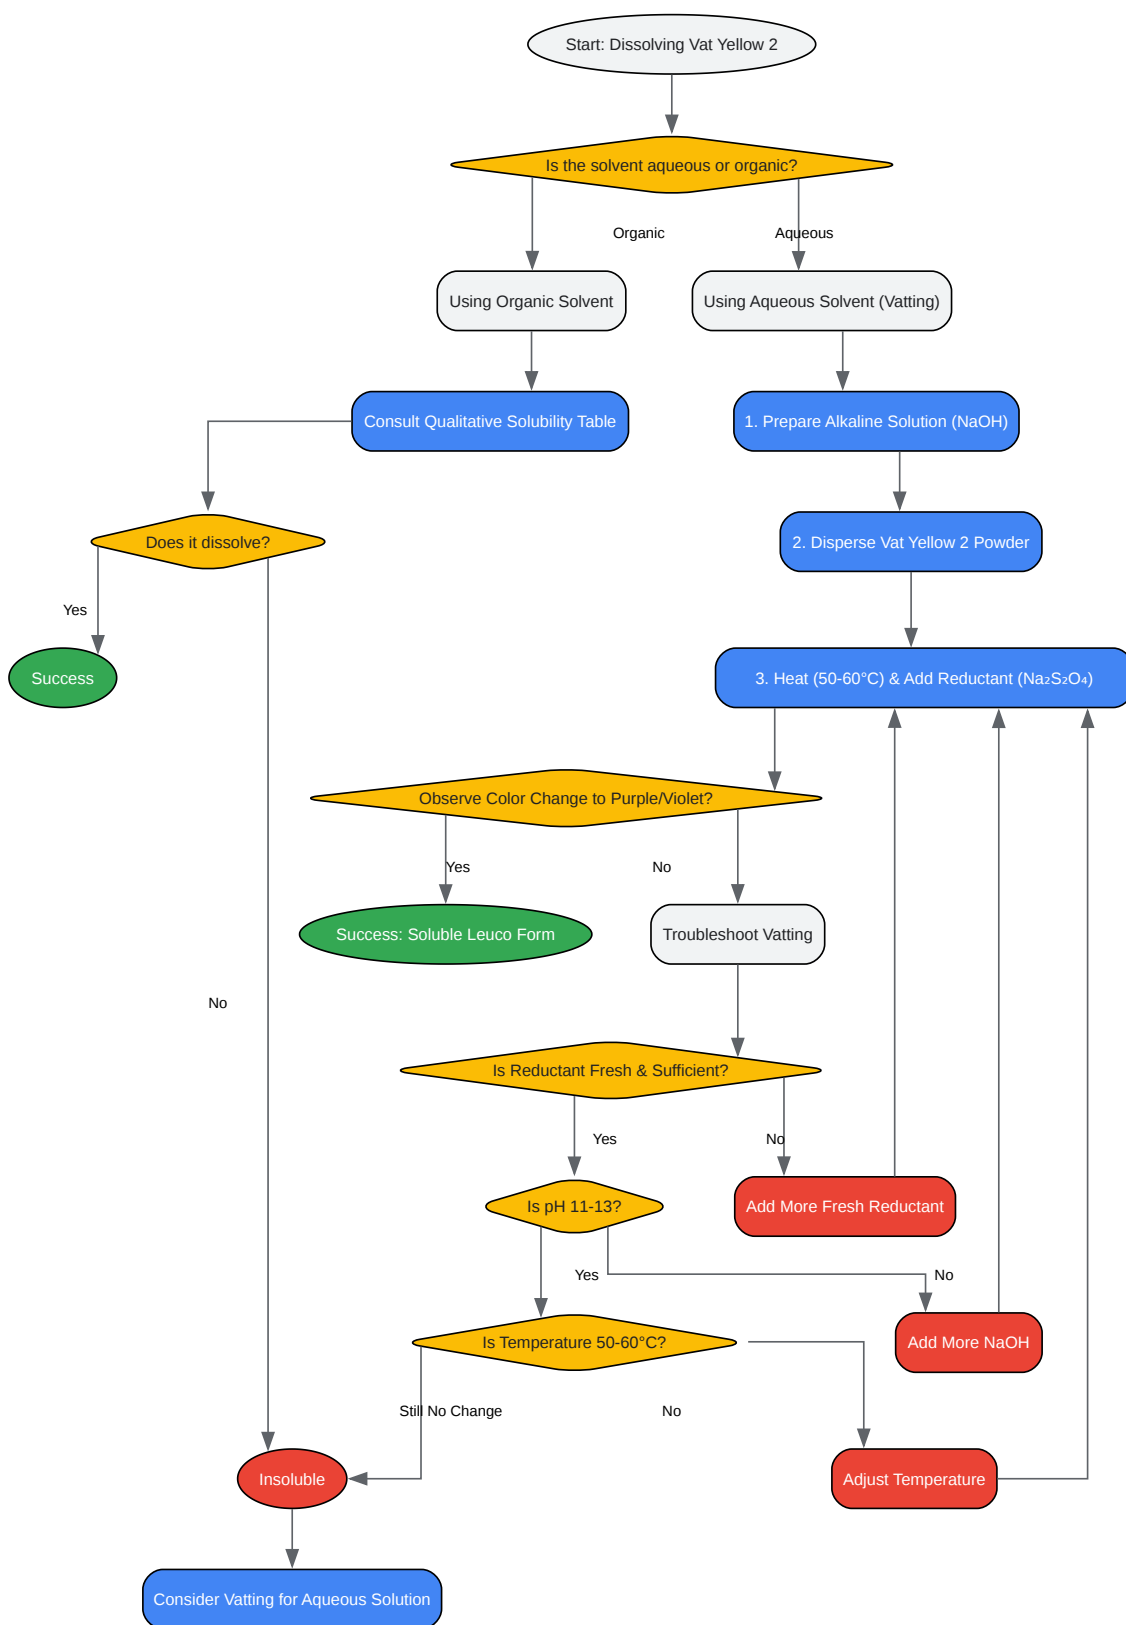 Start: Dissolving Vat Yellow 2
Is the solvent aqueous or organic?
Organic
Aqueous
Using Organic Solvent
Using Aqueous Solvent (Vatting)
Consult Qualitative Solubility Table
1. Prepare Alkaline Solution (NaOH)
Does it dissolve?
2. Disperse Vat Yellow 2 Powder
Yes
Success
3. Heat (50-60°C) & Add Reductant (Na₂S₂O₄)
Observe Color Change to Purple/Violet?
Yes
No
Success: Soluble Leuco Form
Troubleshoot Vatting
No
Is Reductant Fresh & Sufficient?
Yes
No
Is pH 11-13?
Add More Fresh Reductant
Yes
No
Is Temperature 50-60°C?
Add More NaOH
Still No Change
No
Insoluble
Adjust Temperature
Consider Vatting for Aqueous Solution